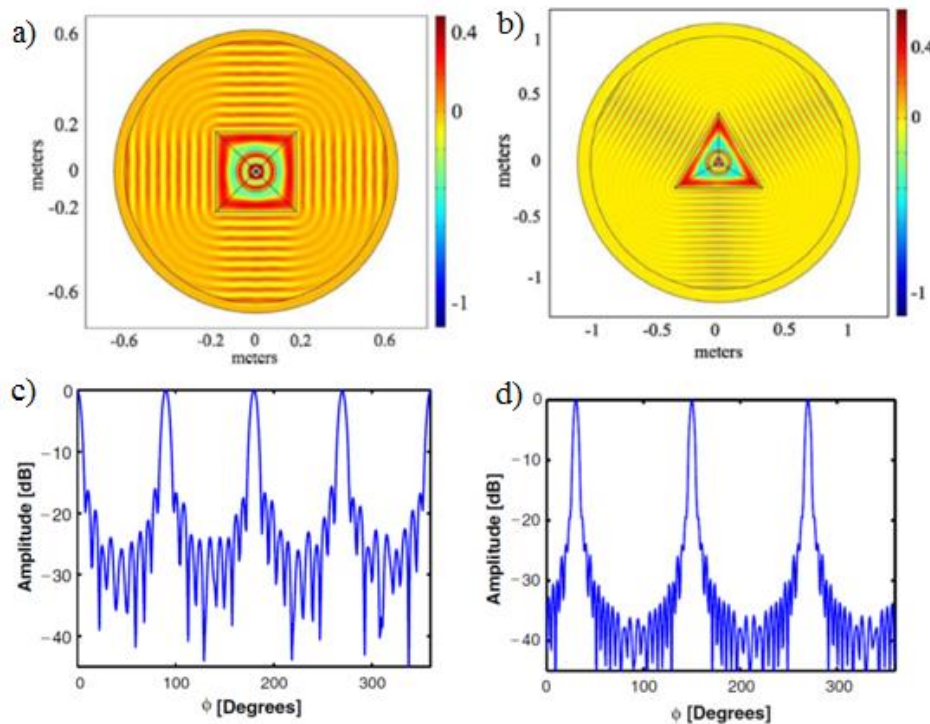 a)
0.6
0.2
0
-0.2
-0.6
meters
-0.6 -0.2 0 0.2 0.6
meters
0.4
0
-1
b)
1
0.5
0
-0.5
-1
meters
-1 -0.5 0 0.5 1
meters
0.4
0
-1
c)
0
−10
−20
−30
−40
Amplitude [dB]
0 100 200 300
ϕ [Degrees]
d)
0
−10
−20
−30
−40
Amplitude [dB]
0 100 200 300
ϕ [Degrees]